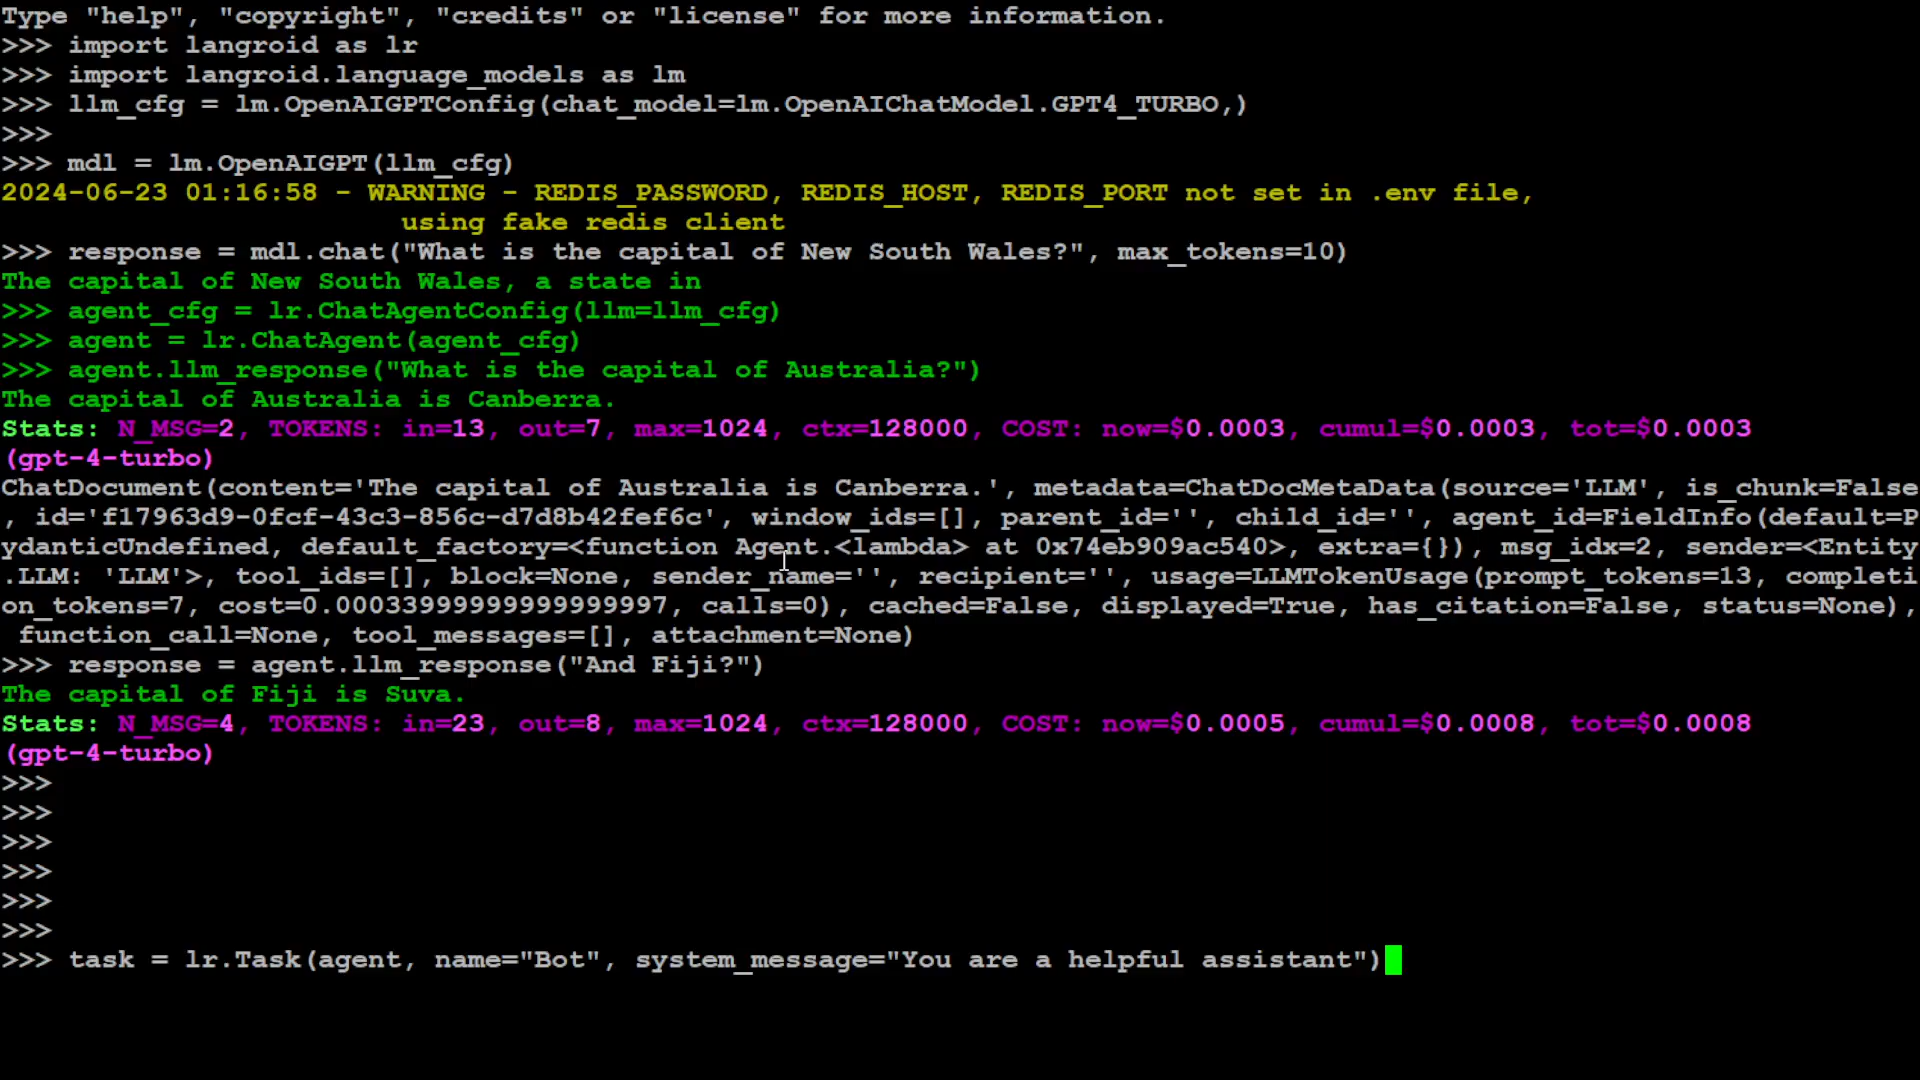 Type "help", "copyright", "credits" or "license" for more information.
>>> import langroid as lr
>>> import langroid.language_models as lm
>>> llm_cfg = lm.OpenAIGPTConfig(chat_model=lm.OpenAIChatModel.GPT4_TURBO,)
>>>
>>> mdl = lm.OpenAIGPT(llm_cfg)
2024-06-23 01:16:58 - WARNING - REDIS_PASSWORD, REDIS_HOST, REDIS_PORT not set in .env file,
using fake redis client
>>> response = mdl.chat("What is the capital of New South Wales?", max_tokens=10)
The capital of New South Wales, a state in
>>> agent_cfg = lr.ChatAgentConfig(llm=llm_cfg)
>>> agent = lr.ChatAgent(agent_cfg)
>>> agent.llm_response("What is the capital of Australia?")
The capital of Australia is Canberra.
Stats: N_MSG=2, TOKENS: in=13, out=7, max=1024, ctx=128000, COST: now=$0.0003, cumul=$0.0003, tot=$0.0003
(gpt-4-turbo)
ChatDocument(content='The capital of Australia is Canberra.', metadata=ChatDocMetaData(source='LLM', is_chunk=False
, id='f17963d9-0fcf-43c3-856c-d7d8b42fef6c', window_ids=[], parent_id='', child_id='', agent_id=FieldInfo(default=P
ydanticUndefined, default_factory=<function Agent.<lambda> at 0x74eb909ac540>, extra={}), msg_idx=2, sender=<Entity
.LLM: 'LLM'>, tool_ids=[], block=None, sender_name='', recipient='', usage=LLMTokenUsage(prompt_tokens=13, completi
on_tokens=7, cost=0.00033999999999999997, calls=0), cached=False, displayed=True, has_citation=False, status=None),
function_call=None, tool_messages=[], attachment=None)
>>> response = agent.llm_response("And Fiji?")
The capital of Fiji is Suva.
Stats: N_MSG=4, TOKENS: in=23, out=8, max=1024, ctx=128000, COST: now=$0.0005, cumul=$0.0008, tot=$0.0008
(gpt-4-turbo)
>>>
>>>
>>>
>>>
>>>
>>>
>>> task = lr.Task(agent, name="Bot", system_message="You are a helpful assistant")